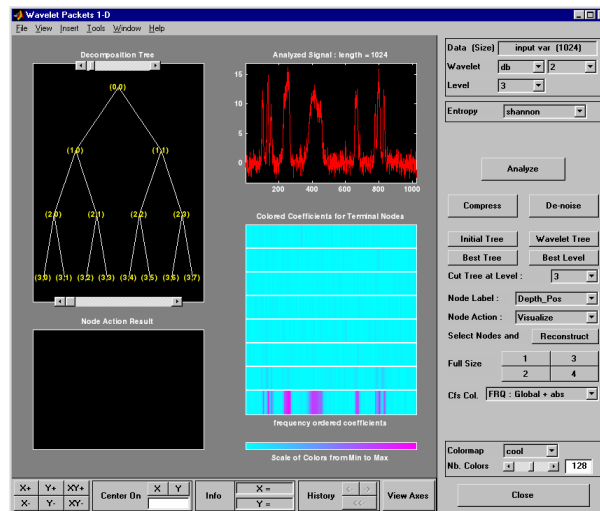 Wavelet Packets 1-D
File View Insert Tools Window Help
Decomposition Tree
(0,0)
(1,0) (1,1)
(2,0) (2,1) (2,2) (2,3)
(3,0) (3,1) (3,2) (3,3) (3,4) (3,5) (3,6) (3,7)
Node Action Result
Analyzed Signal : length = 1024
15
10
5
0
200 400 600 800 1000
Colored Coefficients for Terminal Nodes
frequency ordered coefficients
Scale of Colors from Min to Max
Data (Size) input var (1024)
Wavelet db 2
Level 3
Entropy shannon
Analyze
Compress De-noise
Initial Tree Wavelet Tree
Best Tree Best Level
Cut Tree at Level : 3
Node Label : Depth_Pos
Node Action : Visualize
Select Nodes and Reconstruct
Full Size 1 3
2 4
Cfs Col. FRQ : Global + abs
Colormap cool
Nb. Colors 128
Close
X+ Y+ XY+ Center On X Y Info X = History < > View Axes
X- Y- XY- Y = <<